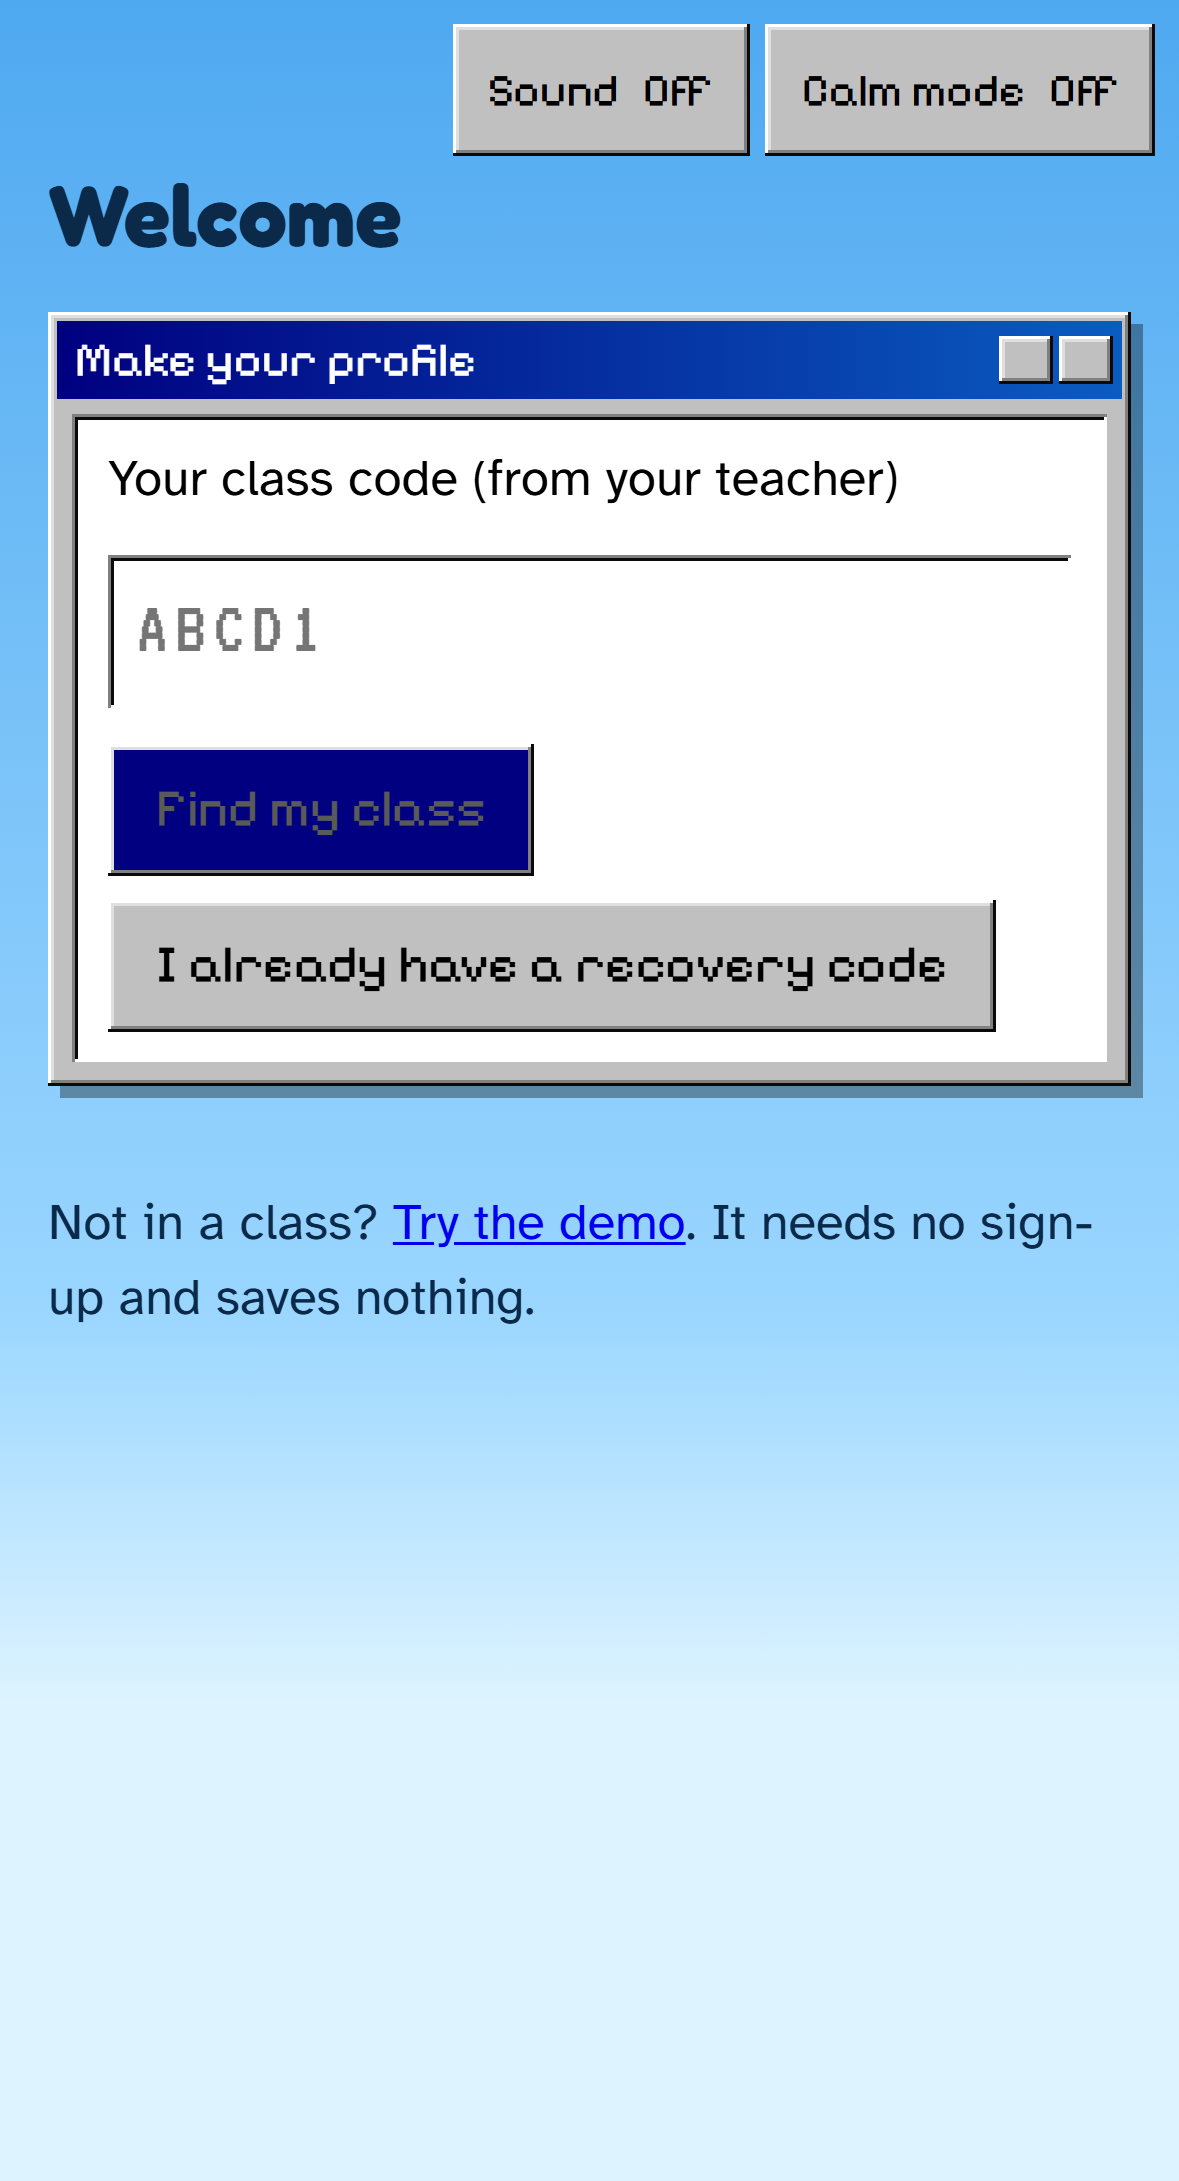 Sound Off Calm mode Off
Welcome
Make your profile
Your class code (from your teacher)
ABCD1
Find my class
I already have a recovery code
Not in a class? Try the demo. It needs no sign-
up and saves nothing.